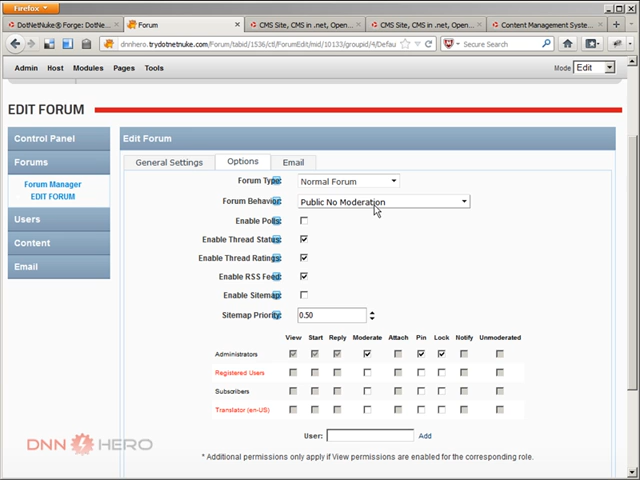 Firefox
DotNetNuke® Forge: DotNe...
Forum
CMS Site, CMS in .net, Open...
CMS Site, CMS in .net, Open...
Content Management System...
dnnhero.trydotnetnuke.com/Forum/tabid/1536/ctl/ForumEdit/mid/10133/groupid/4/Defau
Secure Search
Admin Host Modules Pages Tools
Mode Edit
EDIT FORUM
Control Panel
Forums
Forum Manager
EDIT FORUM
Users
Content
Email
Edit Forum
General Settings Options Email
Forum Type: Normal Forum
Forum Behavior: Public No Moderation
Enable Polls:
Enable Thread Status:
Enable Thread Ratings:
Enable RSS Feed:
Enable Sitemap:
Sitemap Priority: 0.50
View Start Reply Moderate Attach Pin Lock Notify Unmoderated
Administrators
Registered Users
Subscribers
Translator (en-US)
User: Add
* Additional permissions only apply if View permissions are enabled for the corresponding role.
DNN HERO